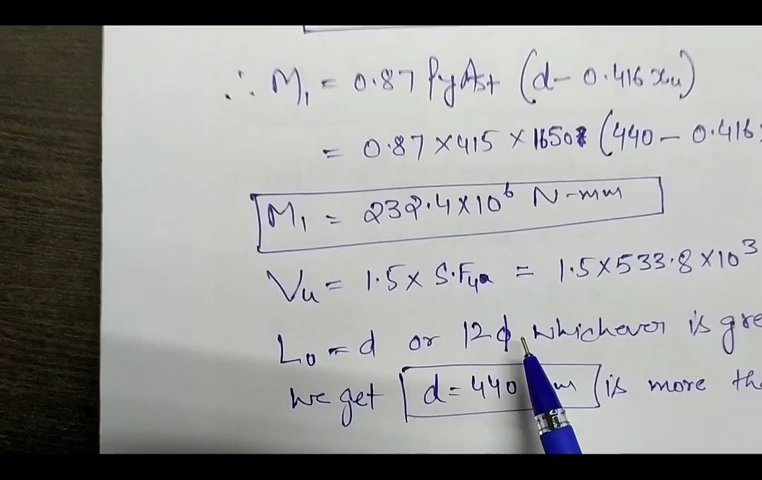 ∴ M₁ = 0.87 fy Ast (d - 0.416 xu)
= 0.87 × 415 × 1650 (440 - 0.416
M₁ = 232.4 × 10⁶ N-mm
Vu = 1.5 × S.F = 1.5 × 533.8 × 10³
L₀ = d or 12ϕ whichever is gre
we get d = 440 m is more th